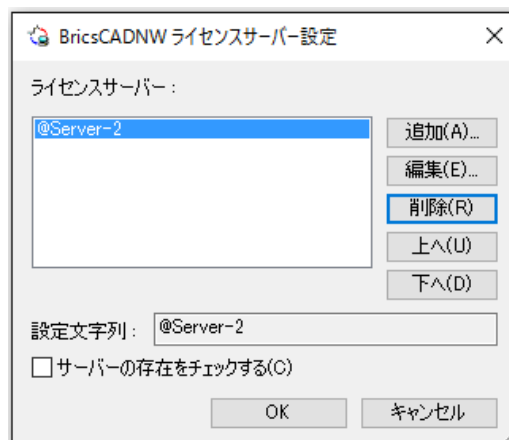 BricsCADNW ライセンスサーバー設定
ライセンスサーバー：
@Server-2
追加(A)...
編集(E)...
削除(R)
上へ(U)
下へ(D)
設定文字列： @Server-2
サーバーの存在をチェックする(C)
OK キャンセル